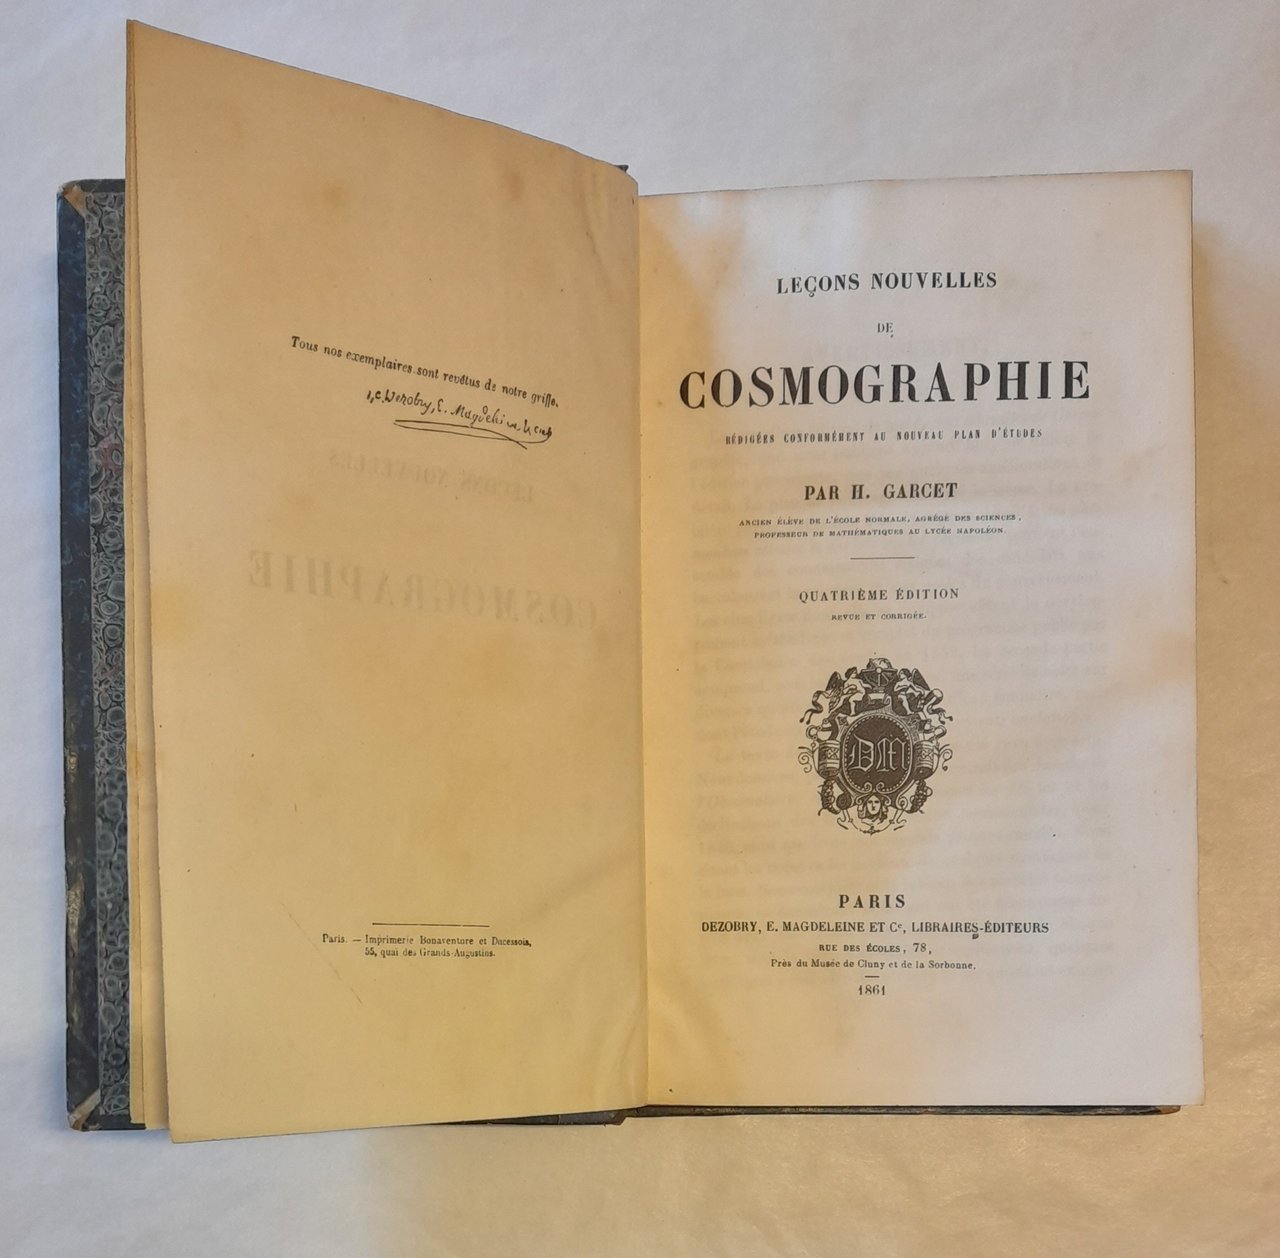 Tous nos exemplaires sont revêtus de notre griffe.
Dezobry, E. Magdeleine et Cie
Paris. — Imprimerie Bonaventure et Ducessois,
55, quai des Grands-Augustins.
LEÇONS NOUVELLES
DE
COSMOGRAPHIE
RÉDIGÉES CONFORMÉMENT AU NOUVEAU PLAN D'ÉTUDES
PAR H. GARCET
ANCIEN ÉLÈVE DE L'ÉCOLE NORMALE, AGRÉGÉ DES SCIENCES,
PROFESSEUR DE MATHÉMATIQUES AU LYCÉE NAPOLÉON.
QUATRIÈME ÉDITION
REVUE ET CORRIGÉE.
DM
PARIS
DEZOBRY, E. MAGDELEINE ET Ce, LIBRAIRES-ÉDITEURS
RUE DES ÉCOLES, 78,
Près du Musée de Cluny et de la Sorbonne.
1861